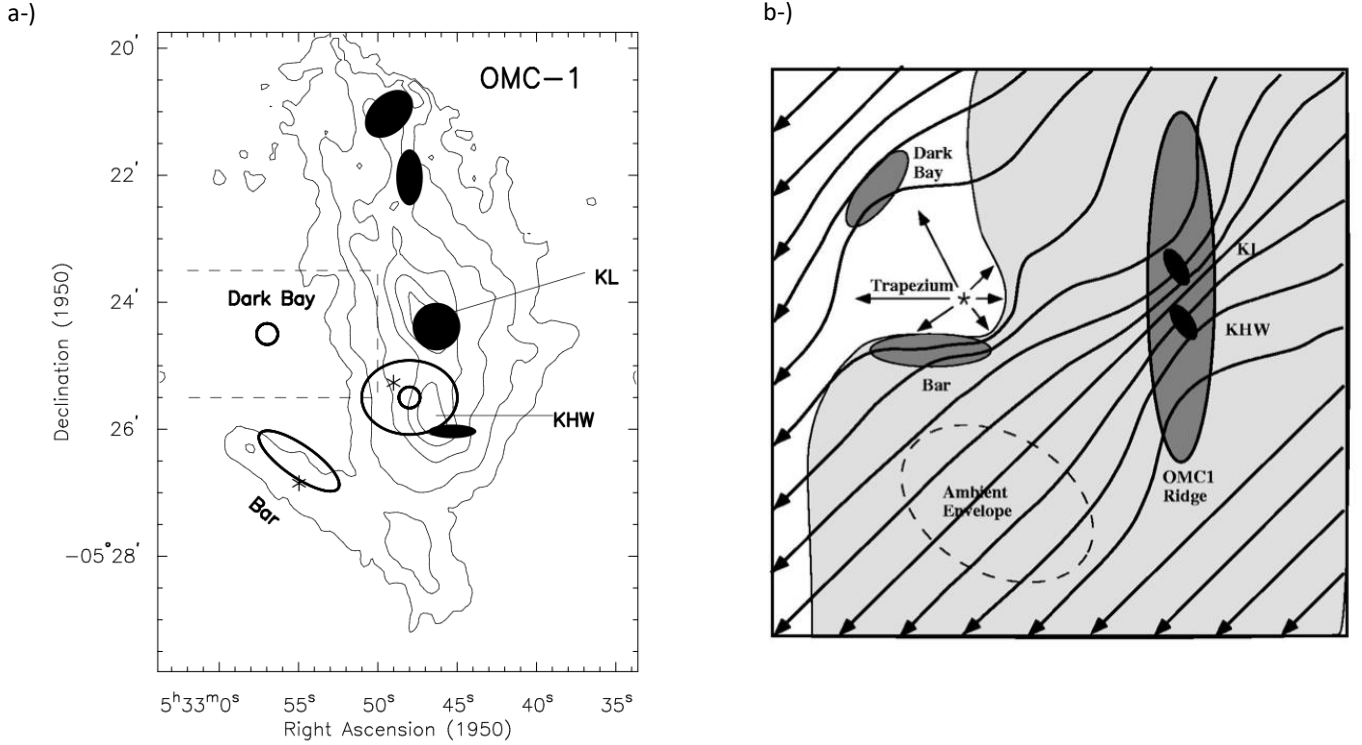 a-)
OMC-1
20'
22'
24'
26'
-05°28'
Declination (1950)
KL
Dark Bay
KHW
Bar
5ʰ33ᵐ0ˢ
55ˢ
50ˢ
45ˢ
40ˢ
35ˢ
Right Ascension (1950)
b-)
Dark
Bay
Trapezium
*
KL
KHW
Bar
OMC1
Ridge
Ambient
Envelope